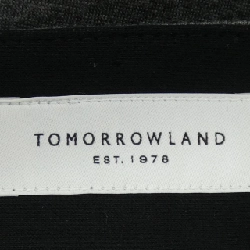 TOMORROWLAND
EST. 1978